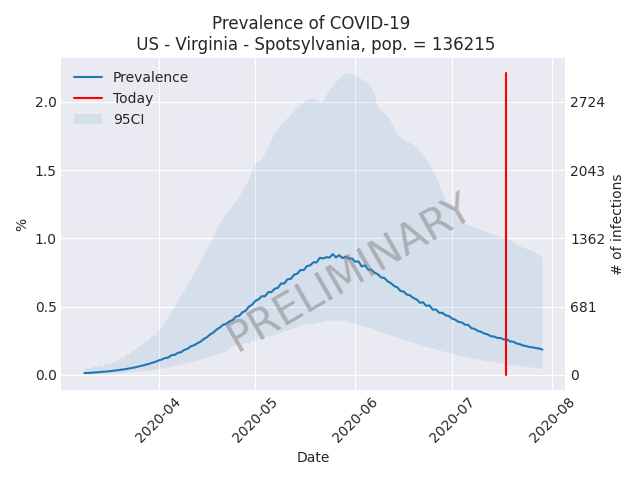 Prevalence of COVID-19
US - Virginia - Spotsylvania, pop. = 136215
Prevalence
Today
95CI
PRELIMINARY
2.0
1.5
1.0
0.5
0.0
%
2724
2043
1362
681
0
# of infections
2020-04
2020-05
2020-06
2020-07
2020-08
Date